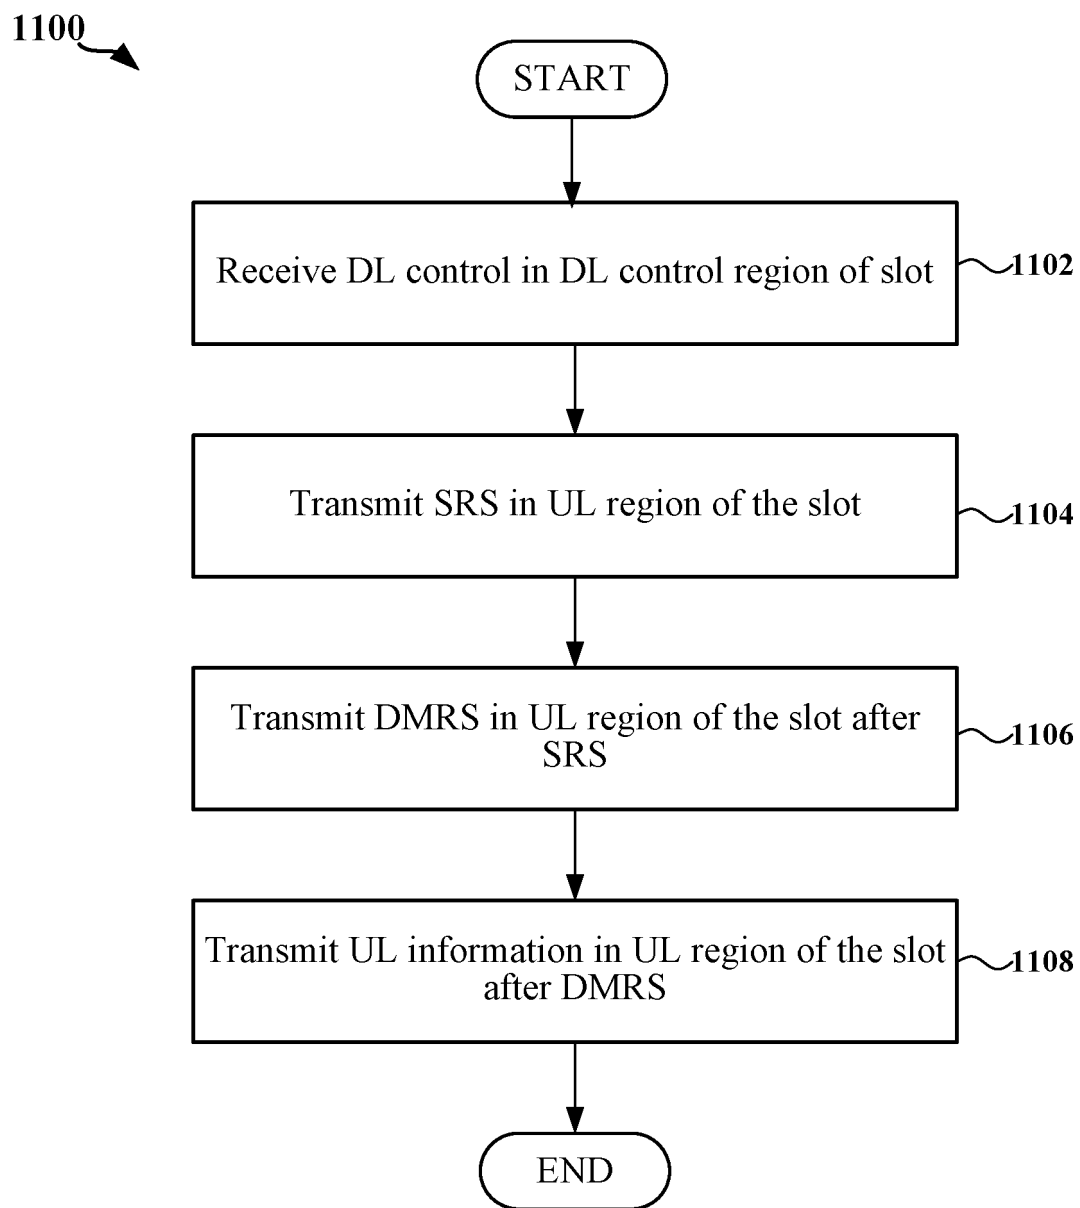 1100
START
Receive DL control in DL control region of slot
1102
Transmit SRS in UL region of the slot
1104
Transmit DMRS in UL region of the slot after
SRS
1106
Transmit UL information in UL region of the slot
after DMRS
1108
END